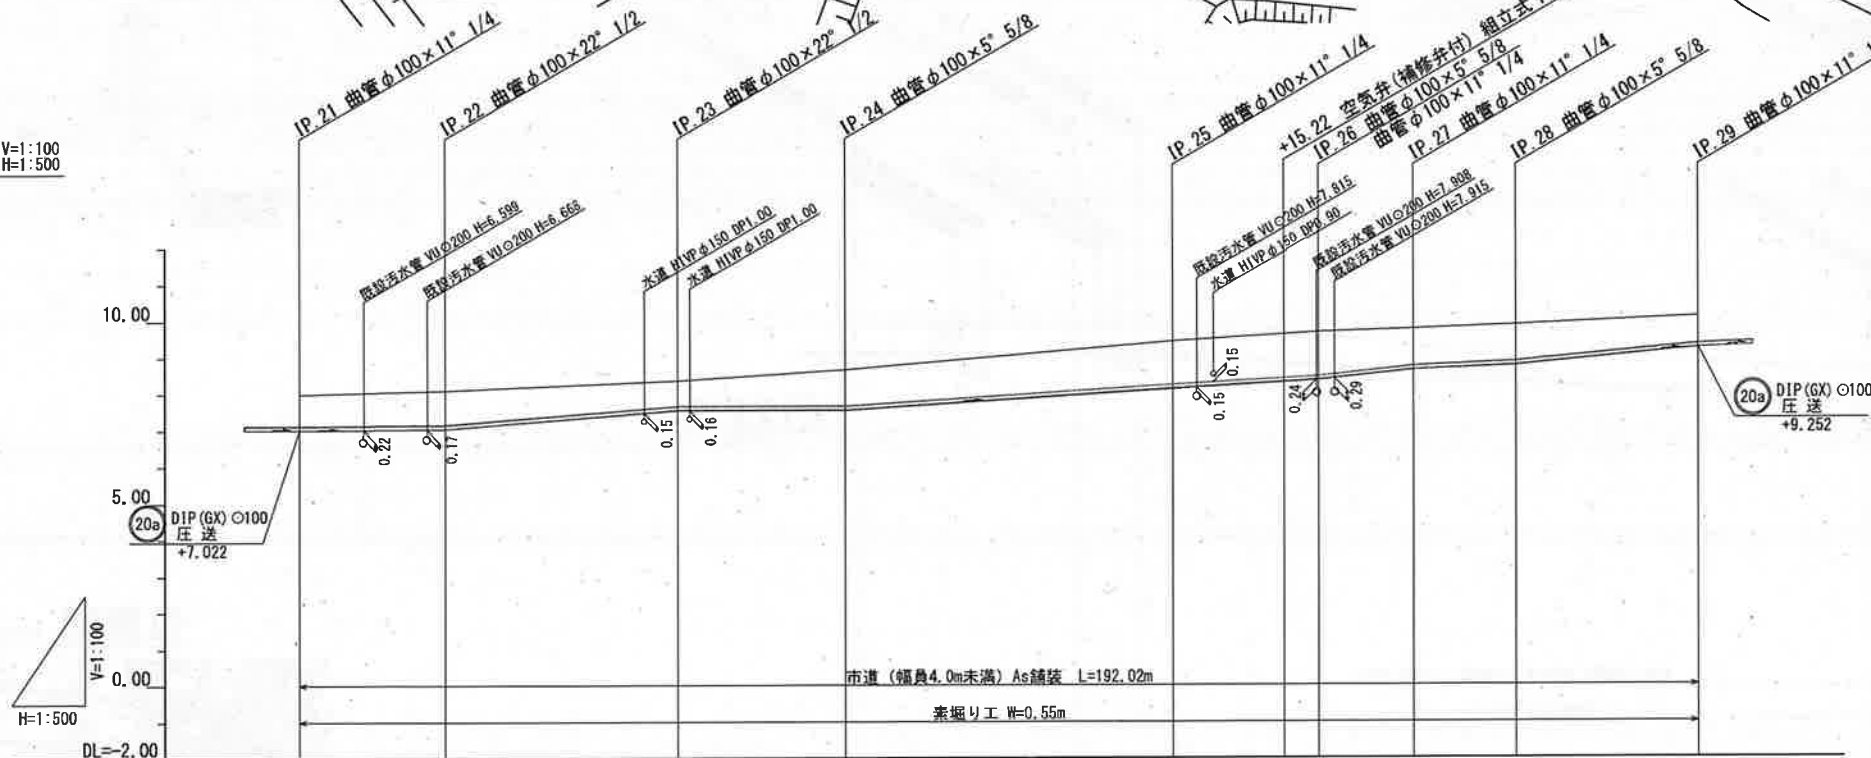 V=1:100
H=1:500
IP.21 曲管φ100×11° 1/4
IP.22 曲管φ100×22° 1/2
IP.23 曲管φ100×22° 1/2
IP.24 曲管φ100×5° 5/8
IP.25 曲管φ100×11° 1/4
+15.22 空気弁(補修弁付) 組立式
IP.26 曲管φ100×5° 5/8
曲管φ100×11° 1/4
IP.27 曲管φ100×11° 1/4
IP.28 曲管φ100×5° 5/8
IP.29 曲管φ100×11°
既設汚水管 VU⊙200 H=6.599
既設汚水管 VU⊙200 H=6.668
水道 HIVPφ150 DP1.00
水道 HIVPφ150 DP1.00
既設汚水管 VU⊙200 H=7.815
水道 HIVPφ150 DP0.90
既設汚水管 VU⊙200 H=7.908
既設汚水管 VU⊙200 H=7.915
10.00
5.00
0.00
DL=-2.00
0.22
0.17
0.15
0.16
0.15
0.15
0.24
0.29
20a DIP(GX)⊙100
圧送
+7.022
20a DIP(GX)⊙100
圧送
+9.252
V=1:100
H=1:500
市道（幅員4.0m未満）As舗装 L=192.02m
素堀り工 W=0.55m